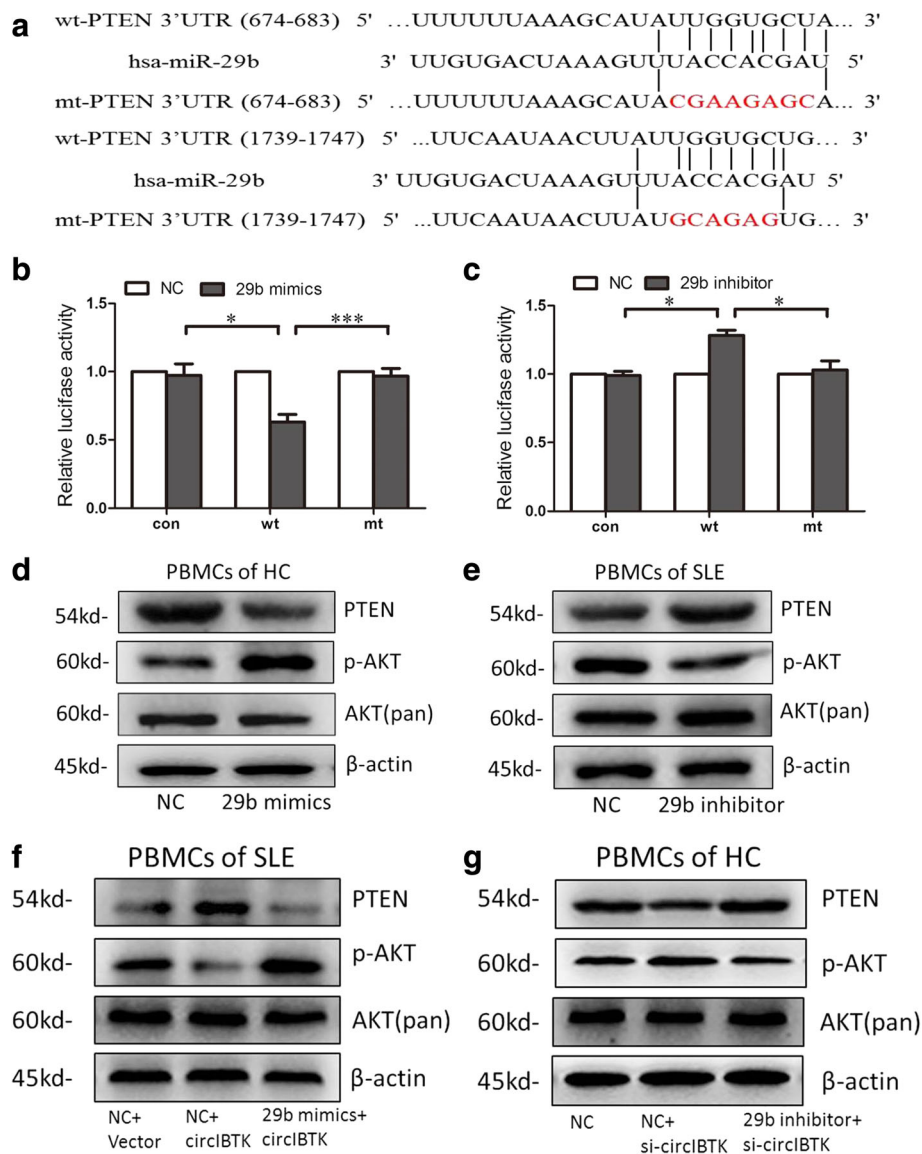 a
wt-PTEN 3'UTR (674-683) 5' ...UUUUUUAAAGCAUAUUGGUGCUA... 3'
hsa-miR-29b 3' UUGUGACUAAAGUUUACCACGAU 5'
mt-PTEN 3'UTR (674-683) 5' ...UUUUUUAAAGCAUACGAAGAGCA... 3'
wt-PTEN 3'UTR (1739-1747) 5' ...UUCAAUAACUUAUUGGUGCUG... 3'
hsa-miR-29b 3' UUGUGACUAAAGUUUACCACGAU 5'
mt-PTEN 3'UTR (1739-1747) 5' ...UUCAAUAACUUAUGCAGAGUG... 3'
b
NC 29b mimics
Relative lucifase activity
1.5
1.0
0.5
0.0
* ***
con wt mt
c
NC 29b inhibitor
Relative lucifase activity
1.5
1.0
0.5
0.0
* *
con wt mt
d
PBMCs of HC
54kd- PTEN
60kd- p-AKT
60kd- AKT(pan)
45kd- β-actin
NC 29b mimics
e
PBMCs of SLE
54kd- PTEN
60kd- p-AKT
60kd- AKT(pan)
45kd- β-actin
NC 29b inhibitor
f
PBMCs of SLE
54kd- PTEN
60kd- p-AKT
60kd- AKT(pan)
45kd- β-actin
NC+ NC+ 29b mimics+
Vector circIBTK circIBTK
g
PBMCs of HC
54kd- PTEN
60kd- p-AKT
60kd- AKT(pan)
45kd- β-actin
NC NC+ 29b inhibitor+
si-circIBTK si-circIBTK